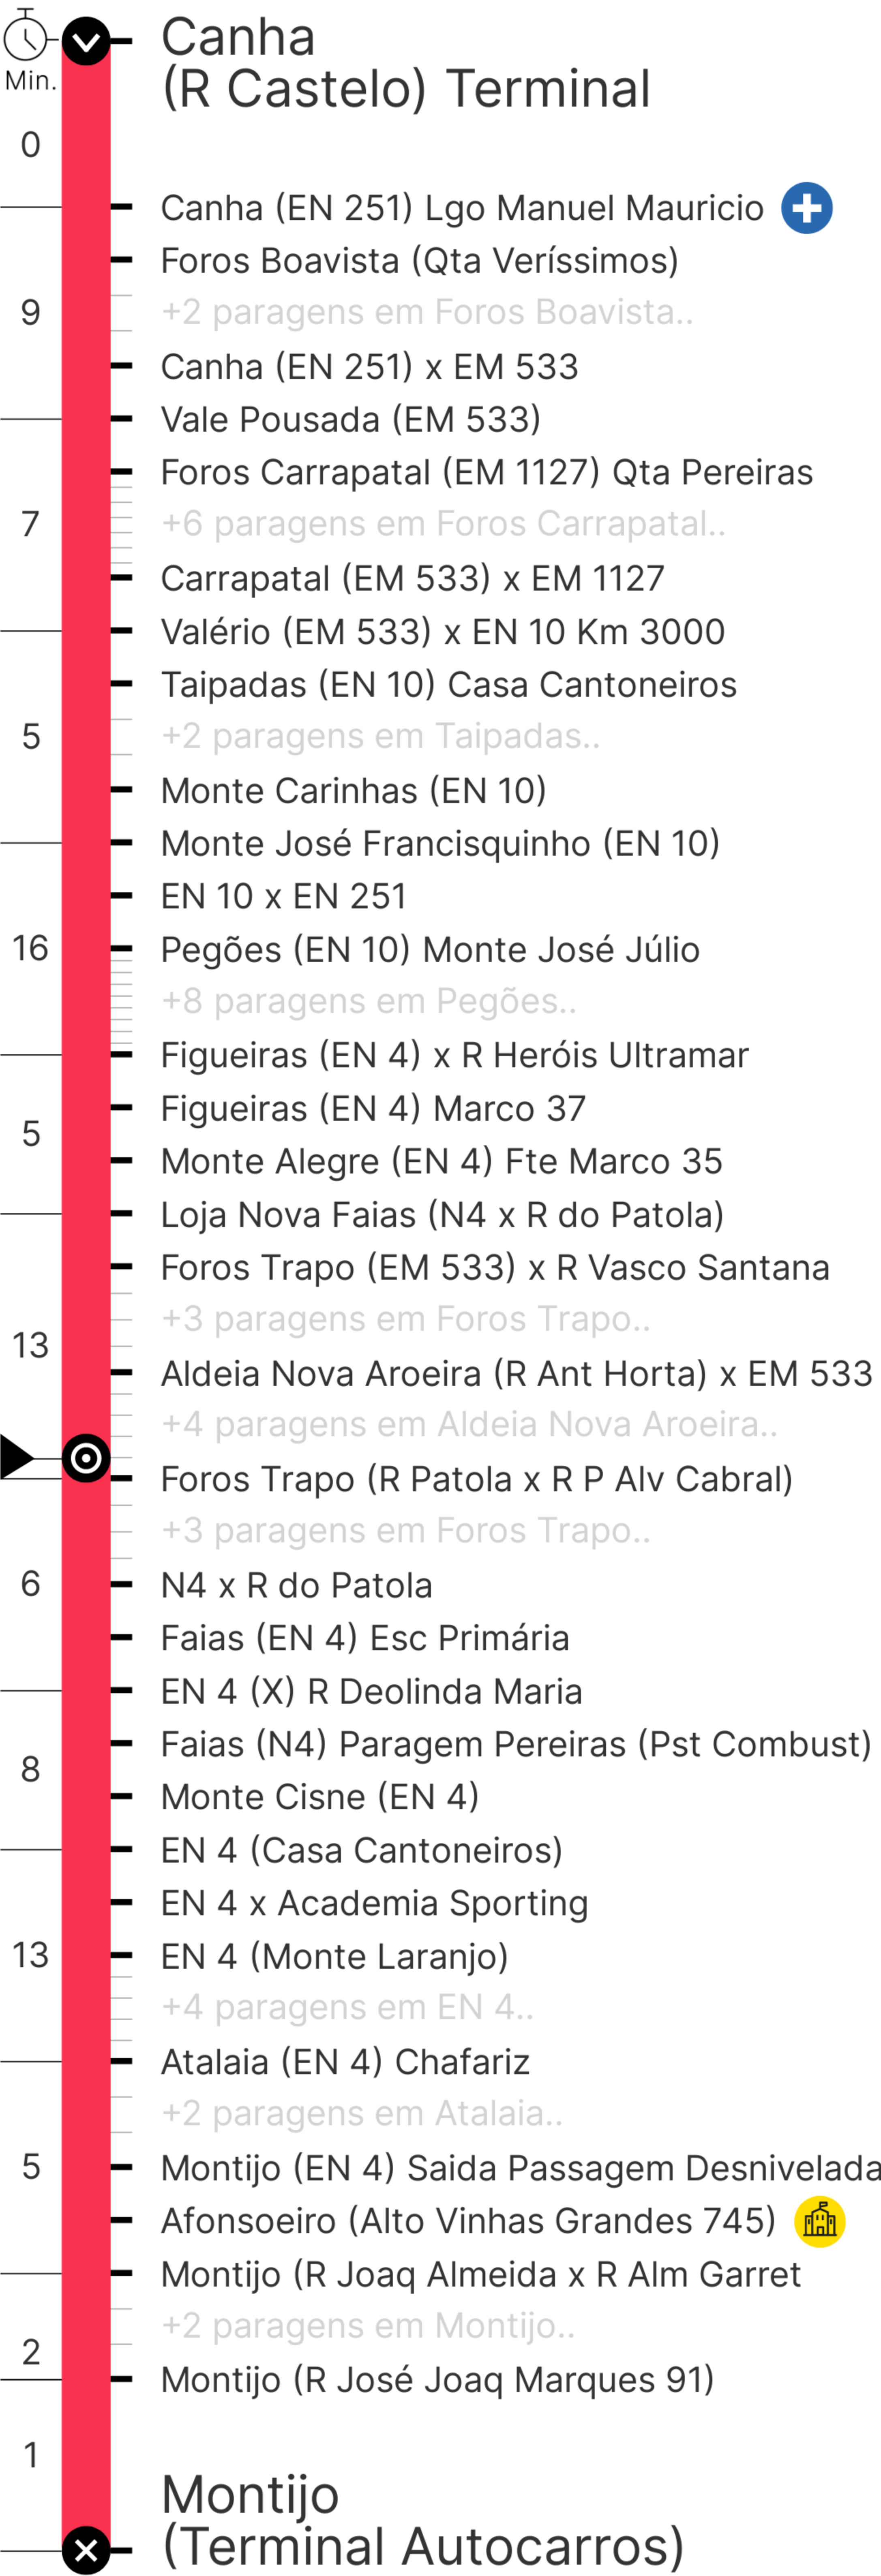 Canha
(R Castelo) Terminal
Min.
0
Canha (EN 251) Lgo Manuel Mauricio
Foros Boavista (Qta Veríssimos)
9
+2 paragens em Foros Boavista..
Canha (EN 251) x EM 533
Vale Pousada (EM 533)
Foros Carrapatal (EM 1127) Qta Pereiras
7
+6 paragens em Foros Carrapatal..
Carrapatal (EM 533) x EM 1127
Valério (EM 533) x EN 10 Km 3000
Taipadas (EN 10) Casa Cantoneiros
5
+2 paragens em Taipadas..
Monte Carinhas (EN 10)
Monte José Francisquinho (EN 10)
EN 10 x EN 251
16
Pegões (EN 10) Monte José Júlio
+8 paragens em Pegões..
Figueiras (EN 4) x R Heróis Ultramar
Figueiras (EN 4) Marco 37
5
Monte Alegre (EN 4) Fte Marco 35
Loja Nova Faias (N4 x R do Patola)
Foros Trapo (EM 533) x R Vasco Santana
+3 paragens em Foros Trapo..
13
Aldeia Nova Aroeira (R Ant Horta) x EM 533
+4 paragens em Aldeia Nova Aroeira..
Foros Trapo (R Patola x R P Alv Cabral)
+3 paragens em Foros Trapo..
6
N4 x R do Patola
Faias (EN 4) Esc Primária
EN 4 (X) R Deolinda Maria
Faias (N4) Paragem Pereiras (Pst Combust)
8
Monte Cisne (EN 4)
EN 4 (Casa Cantoneiros)
EN 4 x Academia Sporting
13
EN 4 (Monte Laranjo)
+4 paragens em EN 4..
Atalaia (EN 4) Chafariz
+2 paragens em Atalaia..
5
Montijo (EN 4) Saida Passagem Desnivelada
Afonsoeiro (Alto Vinhas Grandes 745)
Montijo (R Joaq Almeida x R Alm Garret
+2 paragens em Montijo..
2
Montijo (R José Joaq Marques 91)
1
Montijo
(Terminal Autocarros)